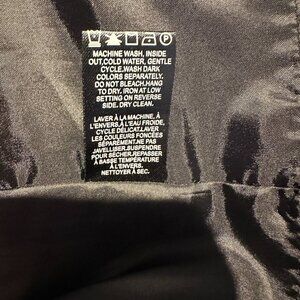 MACHINE WASH, INSIDE
OUT.COLD WATER, GENTLE
CYCLE.WASH DARK
COLORS SEPARATELY.
DO NOT BLEACH.HANG
TO DRY. IRON AT LOW
SETTING ON REVERSE
SIDE. DRY CLEAN.
LAVER À LA MACHINE, À
L'ENVERS.À L'EAU FROIDE,
CYCLE DÉLICAT.LAVER
LES COULEURS FONCÉES
SÉPARÉMENT.NE PAS
JAVELLISER.SUSPENDRE
POUR SÉCHER.REPASSER
À BASSE TEMPÉRATURE
À L'ENVERS.
NETTOYER À SEC.